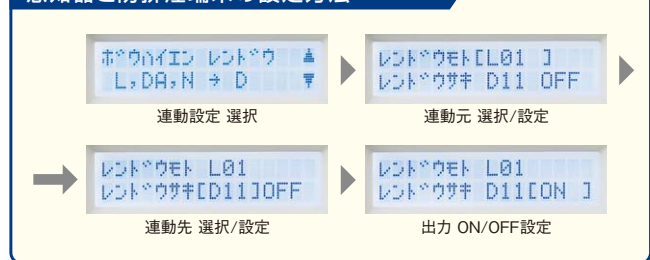 感知器と防排煙端末の設定方法
ボウハイエン レンドウ
L,DA,N → D
連動設定 選択
レンドウモト[L01 ]
レンドウサキ D11 OFF
連動元 選択/設定
レンドウモト L01
レンドウサキ[D11]OFF
連動先 選択/設定
レンドウモト L01
レンドウサキ D11[ON ]
出力 ON/OFF設定